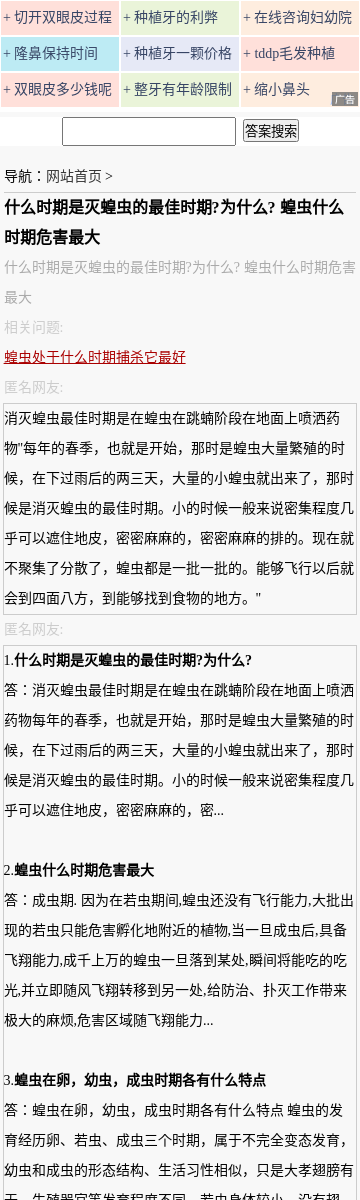 + 切开双眼皮过程
+ 种植牙的利弊
+ 在线咨询妇幼院
+ 隆鼻保持时间
+ 种植牙一颗价格
+ tddp毛发种植
+ 双眼皮多少钱呢
+ 整牙有年龄限制
+ 缩小鼻头
广告
答案搜索
导航：网站首页 >
什么时期是灭蝗虫的最佳时期?为什么? 蝗虫什么
时期危害最大
什么时期是灭蝗虫的最佳时期?为什么? 蝗虫什么时期危害
最大
相关问题:
蝗虫处于什么时期捕杀它最好
匿名网友:
消灭蝗虫最佳时期是在蝗虫在跳蝻阶段在地面上喷洒药
物"每年的春季，也就是开始，那时是蝗虫大量繁殖的时
候，在下过雨后的两三天，大量的小蝗虫就出来了，那时
候是消灭蝗虫的最佳时期。小的时候一般来说密集程度几
乎可以遮住地皮，密密麻麻的，密密麻麻的排的。现在就
不聚集了分散了，蝗虫都是一批一批的。能够飞行以后就
会到四面八方，到能够找到食物的地方。"
匿名网友:
1.什么时期是灭蝗虫的最佳时期?为什么?
答：消灭蝗虫最佳时期是在蝗虫在跳蝻阶段在地面上喷洒
药物每年的春季，也就是开始，那时是蝗虫大量繁殖的时
候，在下过雨后的两三天，大量的小蝗虫就出来了，那时
候是消灭蝗虫的最佳时期。小的时候一般来说密集程度几
乎可以遮住地皮，密密麻麻的，密...
2.蝗虫什么时期危害最大
答：成虫期. 因为在若虫期间,蝗虫还没有飞行能力,大批出
现的若虫只能危害孵化地附近的植物,当一旦成虫后,具备
飞翔能力,成千上万的蝗虫一旦落到某处,瞬间将能吃的吃
光,并立即随风飞翔转移到另一处,给防治、扑灭工作带来
极大的麻烦,危害区域随飞翔能力...
3.蝗虫在卵，幼虫，成虫时期各有什么特点
答：蝗虫在卵，幼虫，成虫时期各有什么特点 蝗虫的发
育经历卵、若虫、成虫三个时期，属于不完全变态发育，
幼虫和成虫的形态结构、生活习性相似，只是大孝翅膀有
无、生殖器官等发育程度不同。若虫身体较小、没有翅